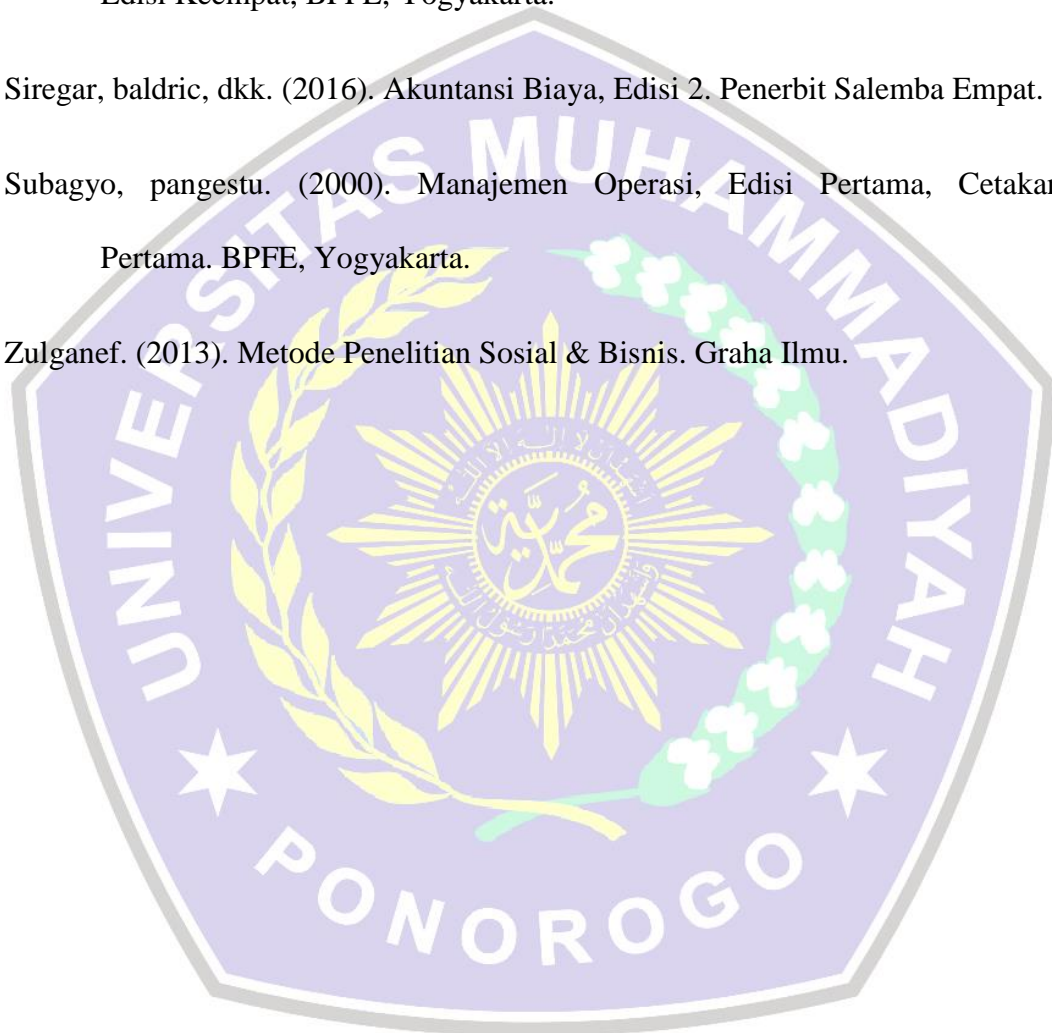 Edisi Keempat, BPFE, Yogyakarta.
Siregar, baldric, dkk. (2016). Akuntansi Biaya, Edisi 2. Penerbit Salemba Empat.
Subagyo, pangestu. (2000). Manajemen Operasi, Edisi Pertama, Cetakan
Pertama. BPFE, Yogyakarta.
Zulganef. (2013). Metode Penelitian Sosial & Bisnis. Graha Ilmu.
UNIVERSITAS MUHAMMADIYAH
PONOROGO
محمدية